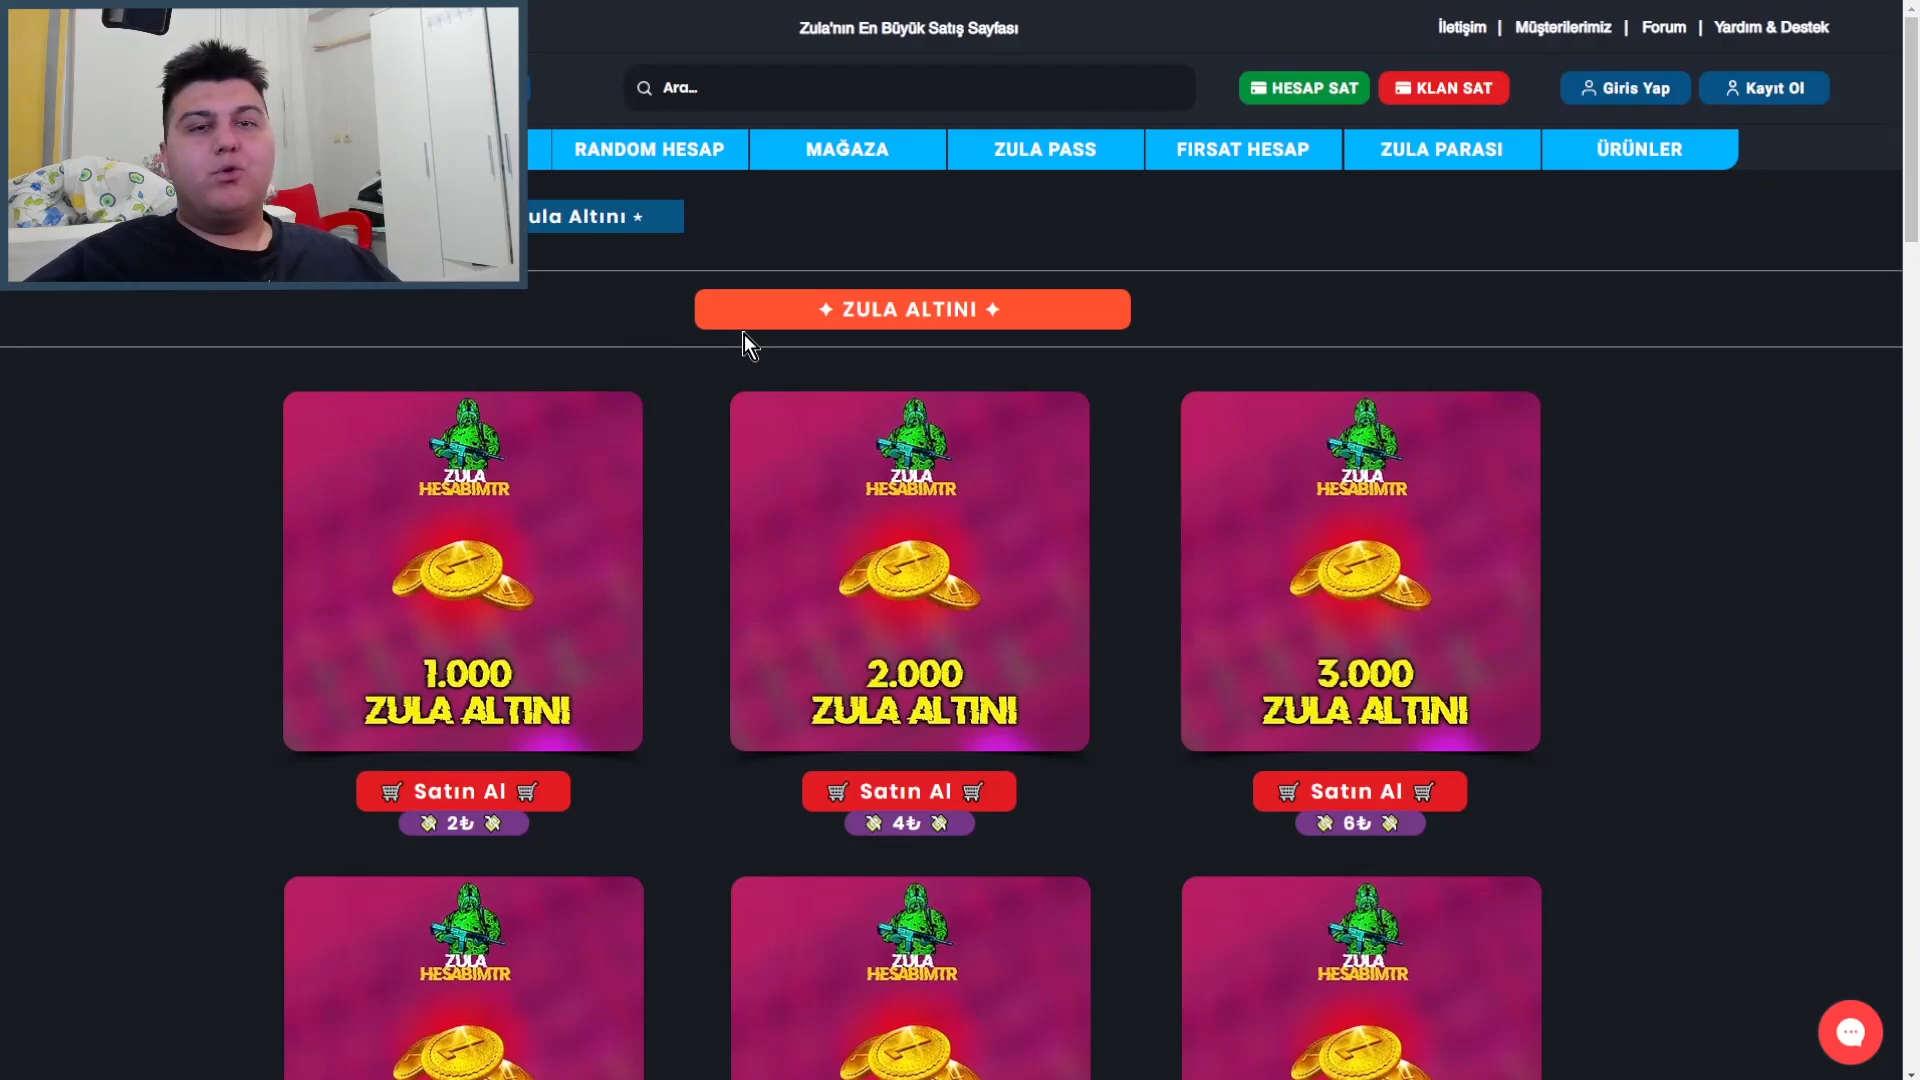 Zula'nın En Büyük Satış Sayfası
İletişim | Müşterilerimiz | Forum | Yardım & Destek
Ara...
HESAP SAT
KLAN SAT
Giris Yap
Kayıt Ol
RANDOM HESAP
MAĞAZA
ZULA PASS
FIRSAT HESAP
ZULA PARASI
ÜRÜNLER
ula Altını ⋆
✦ ZULA ALTINI ✦
ZULA
HESABIMTR
1.000
ZULA ALTINI
Satın Al
2₺
ZULA
HESABIMTR
2.000
ZULA ALTINI
Satın Al
4₺
ZULA
HESABIMTR
3.000
ZULA ALTINI
Satın Al
6₺
ZULA
HESABIMTR
ZULA
HESABIMTR
ZULA
HESABIMTR